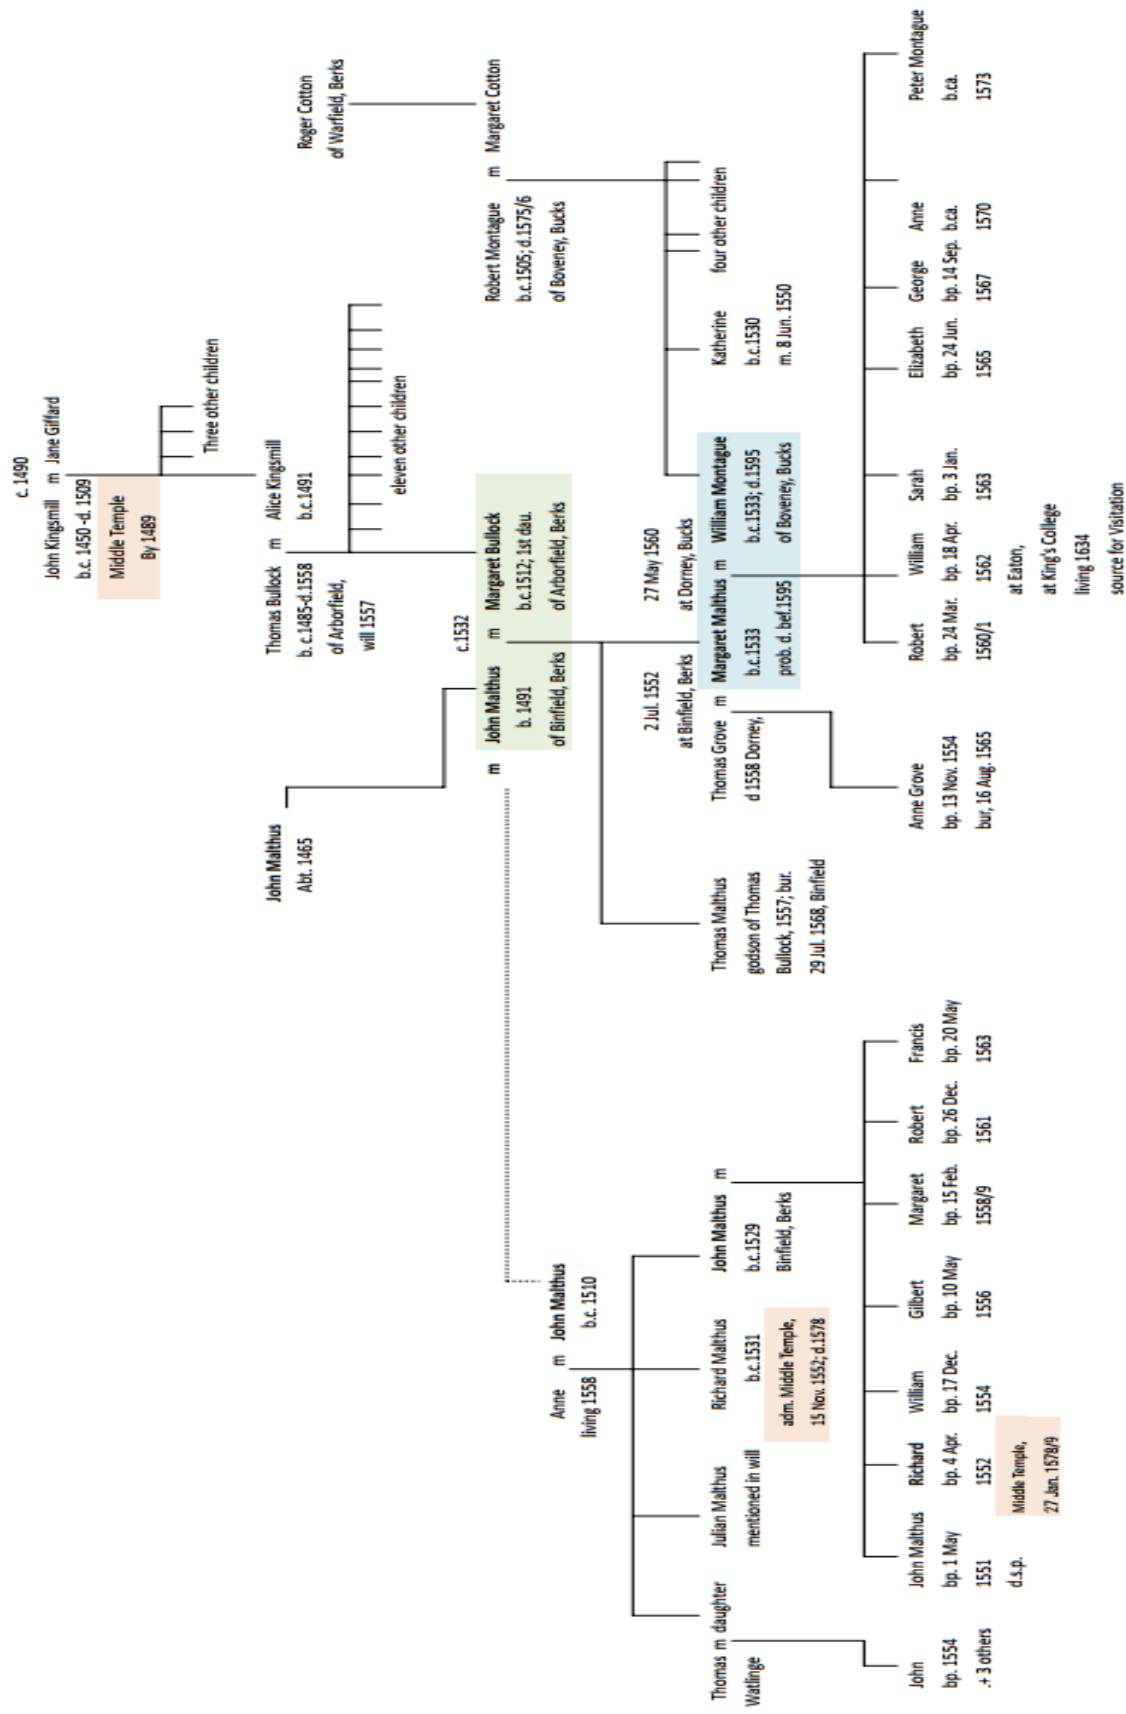 c. 1490
John Kingsmill m Jane Giffard
b.c. 1450 -d. 1509
Middle Temple
By 1489
Three other children
John Malthus
Abt. 1465
Thomas Bullock m Alice Kingsmill
b. c.1485-d.1558
b.c.1491
of Arborfield,
will 1557
Roger Cotton
of Warfield, Berks
eleven other children
c.1532
m John Malthus m Margaret Bullock
b. 1491
b.c.1512; 1st dau.
of Binfield, Berks
of Arborfield, Berks
Robert Montague m Margaret Cotton
b.c.1505; d.1575/6
of Boveney, Bucks
Anne m John Malthus
living 1558
b.c. 1510
2 Jul. 1552
at Binfield, Berks
27 May 1560
at Dorney, Bucks
Thomas m daughter
Watlinge
Julian Malthus
mentioned in will
Richard Malthus
b.c.1531
adm. Middle Temple,
15 Nov. 1552; d.1578
John Malthus m
b.c.1529
Binfield, Berks
Thomas Malthus
godson of Thomas
Bullock, 1557; bur.
29 Jul. 1568, Binfield
Thomas Grove m Margaret Malthus m William Montague
d 1558 Dorney,
b.c.1533
prob. d. bef.1595
b.c.1533; d.1595
of Boveney, Bucks
Katherine
b.c.1530
m. 8 Jun. 1550
four other children
John
bp. 1554
.+ 3 others
John Malthus
bp. 1 May
1551
d.s.p.
Richard
bp. 4 Apr.
1552
Middle Temple,
27 Jan. 1578/9
William
bp. 17 Dec.
1554
Gilbert
bp. 10 May
1556
Margaret
bp. 15 Feb.
1558/9
Robert
bp. 26 Dec.
1561
Francis
bp. 20 May
1563
Anne Grove
bp. 13 Nov. 1554
bur, 16 Aug. 1565
Robert
bp. 24 Mar.
1560/1
William
bp. 18 Apr.
1562
at Eaton,
at King's College
living 1634
source for Visitation
Sarah
bp. 3 Jan.
1563
Elizabeth
bp. 24 Jun.
1565
George
bp. 14 Sep.
1567
Anne
b.ca.
1570
Peter Montague
b.ca.
1573